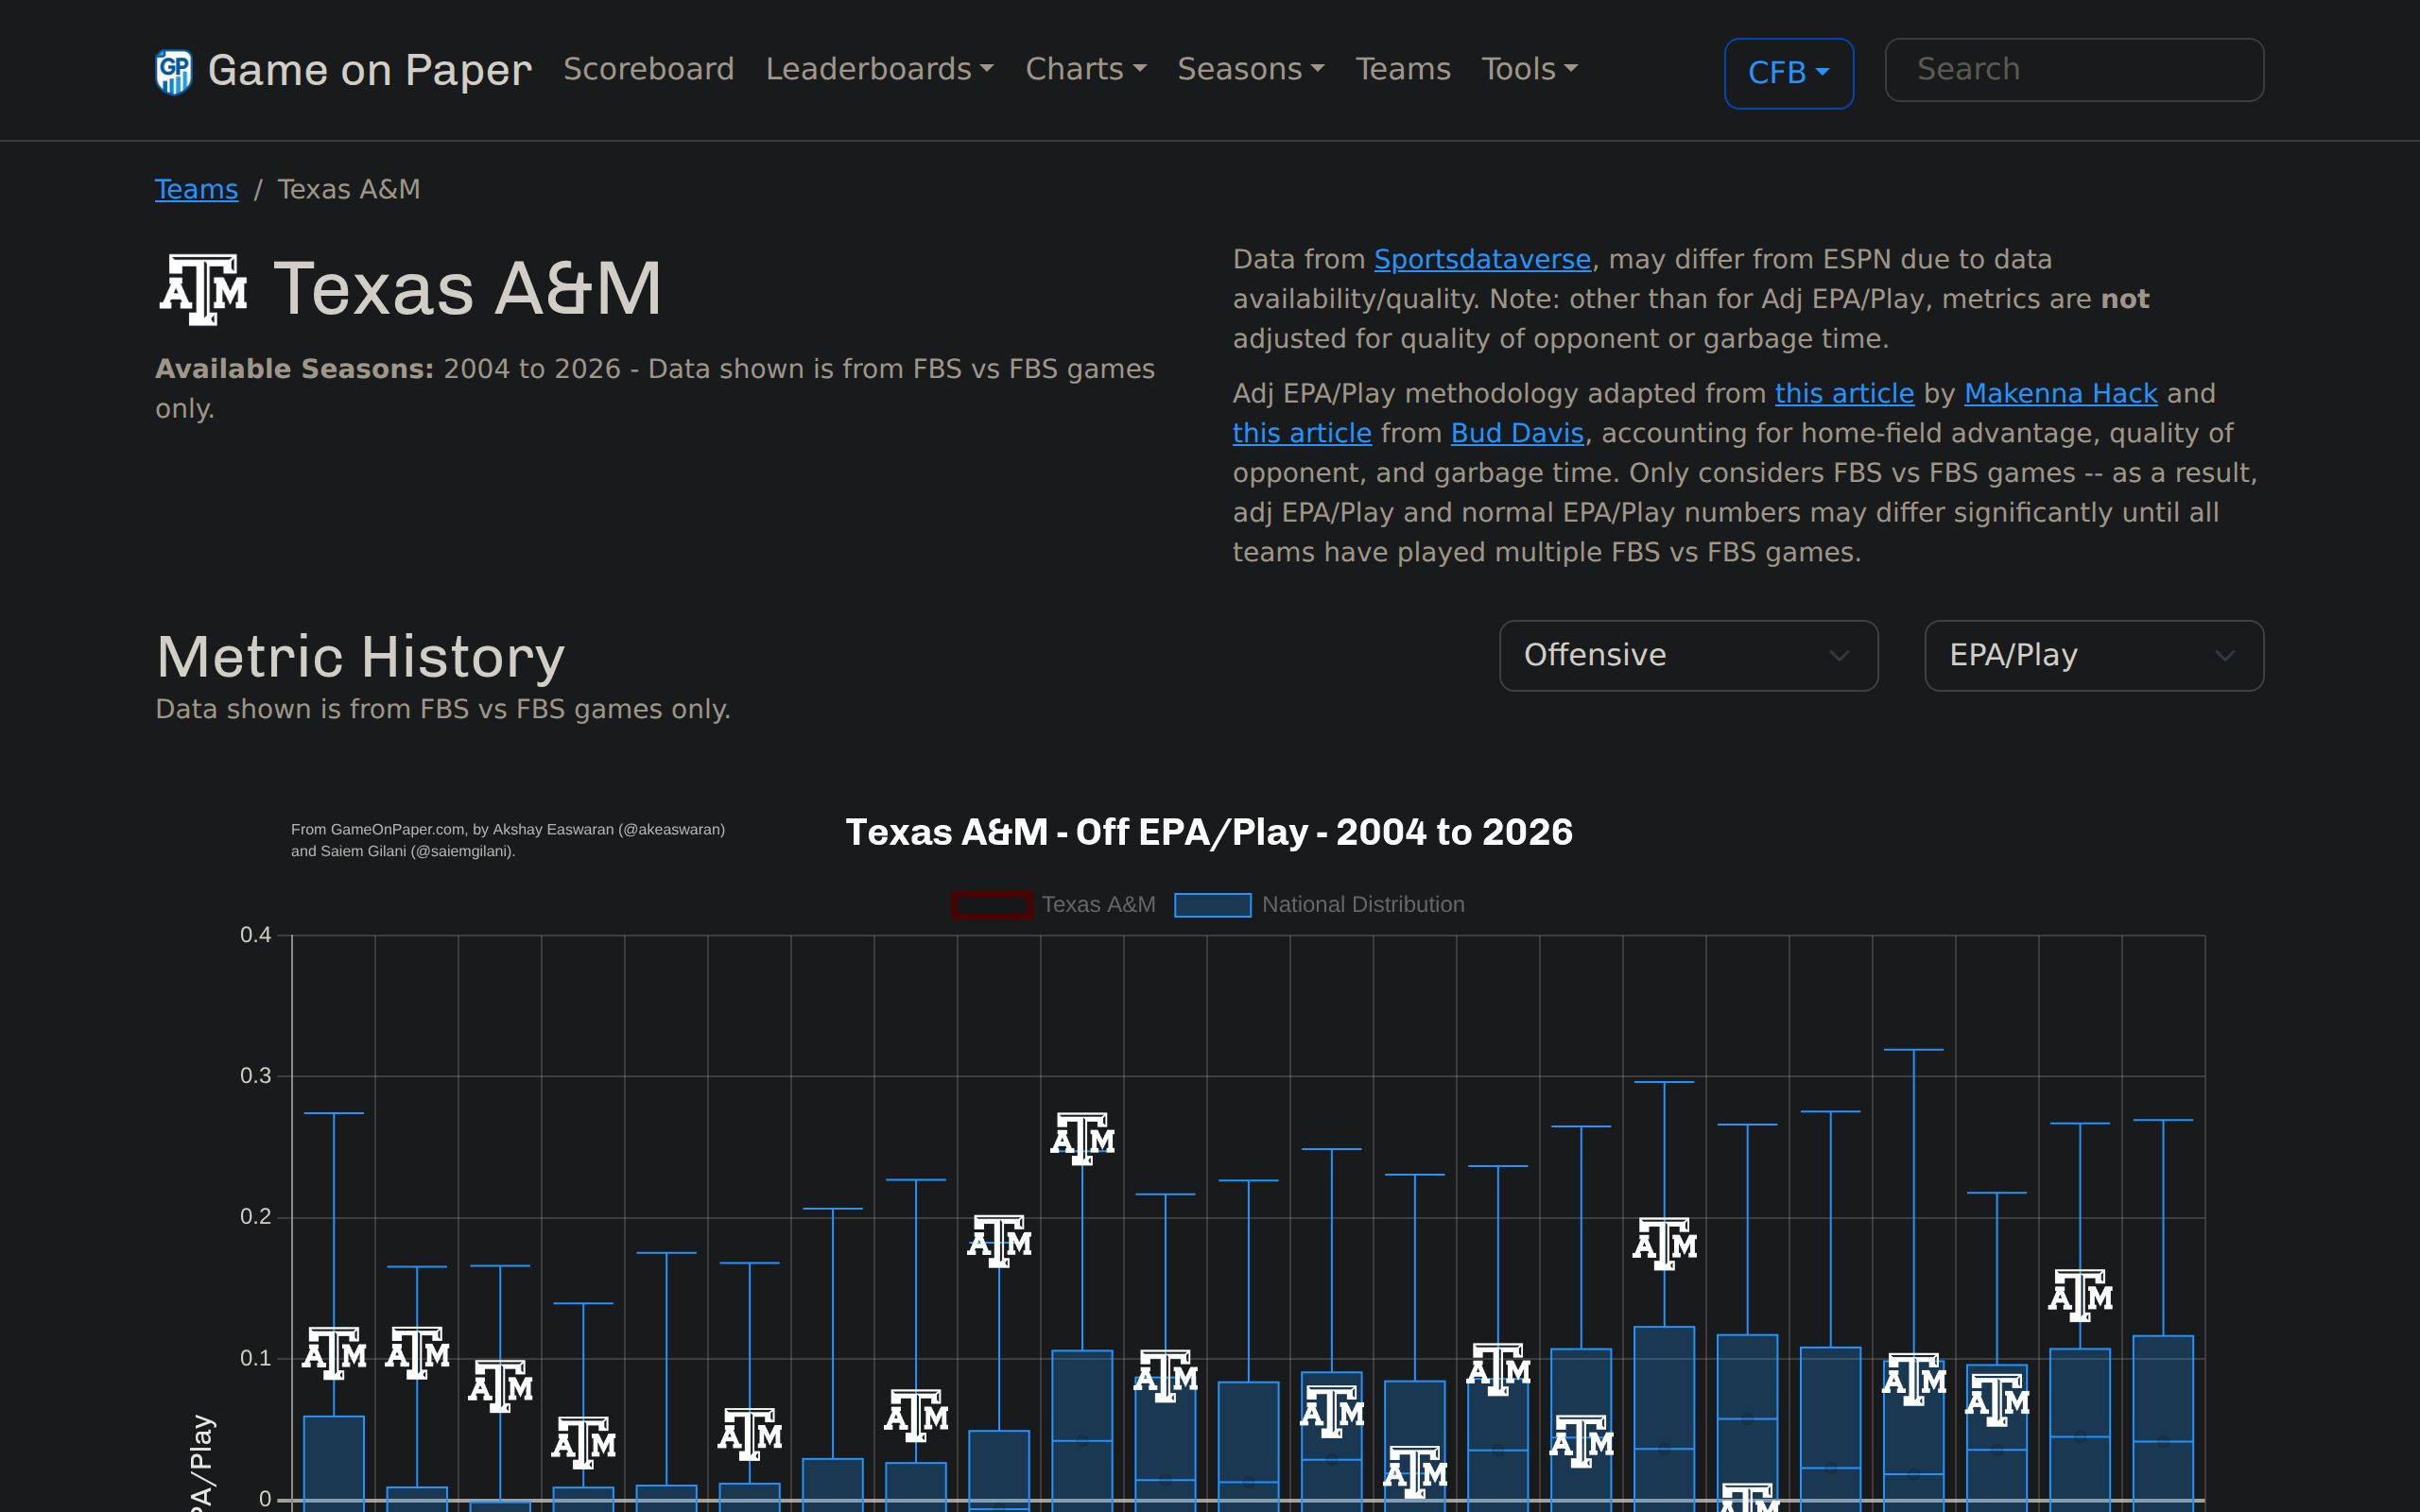 GP Game on Paper Scoreboard Leaderboards Charts Seasons Teams Tools CFB Search
Teams / Texas A&M
ATM Texas A&M
Available Seasons: 2004 to 2026 - Data shown is from FBS vs FBS games
only.
Data from Sportsdataverse, may differ from ESPN due to data
availability/quality. Note: other than for Adj EPA/Play, metrics are not
adjusted for quality of opponent or garbage time.
Adj EPA/Play methodology adapted from this article by Makenna Hack and
this article from Bud Davis, accounting for home-field advantage, quality of
opponent, and garbage time. Only considers FBS vs FBS games -- as a result,
adj EPA/Play and normal EPA/Play numbers may differ significantly until all
teams have played multiple FBS vs FBS games.
Metric History
Offensive EPA/Play
Data shown is from FBS vs FBS games only.
From GameOnPaper.com, by Akshay Easwaran (@akeaswaran)
and Saiem Gilani (@saiemgilani).
Texas A&M - Off EPA/Play - 2004 to 2026
Texas A&M National Distribution
0.4
0.3
0.2
0.1
0
PA/Play